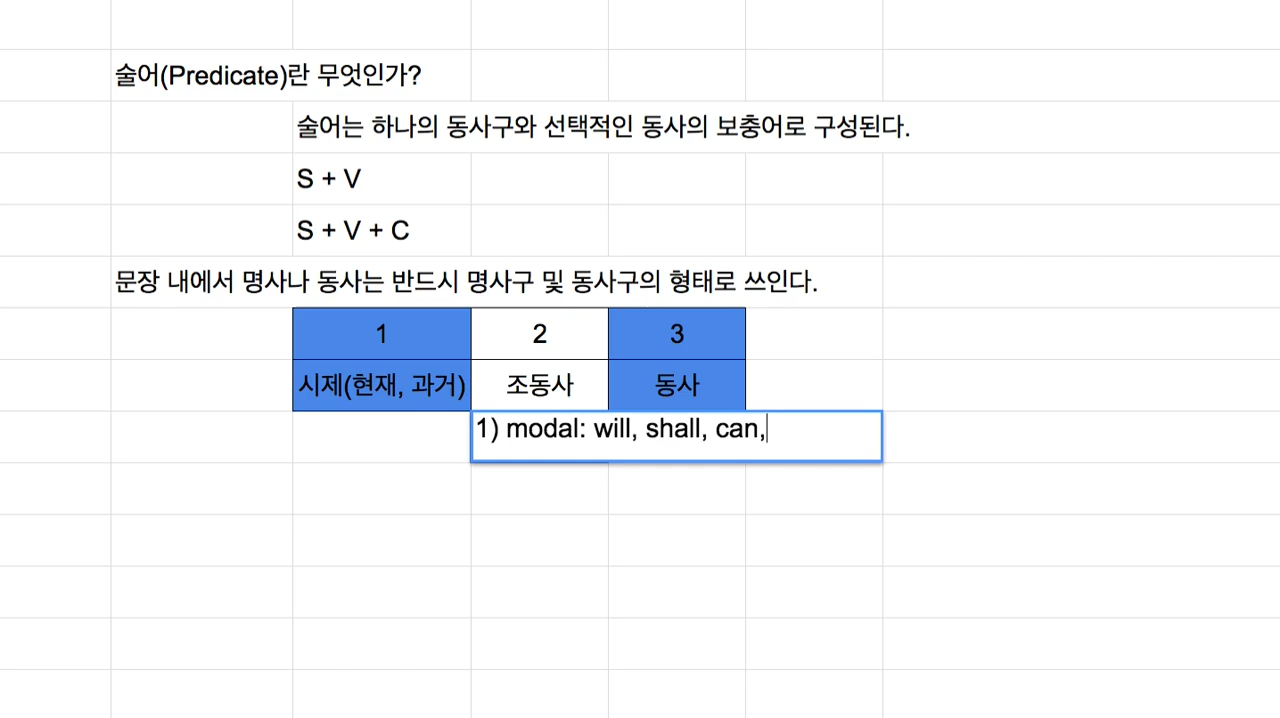 술어(Predicate)란 무엇인가?
술어는 하나의 동사구와 선택적인 동사의 보충어로 구성된다.
S + V
S + V + C
문장 내에서 명사나 동사는 반드시 명사구 및 동사구의 형태로 쓰인다.
1 2 3
시제(현재, 과거) 조동사 동사
1) modal: will, shall, can,